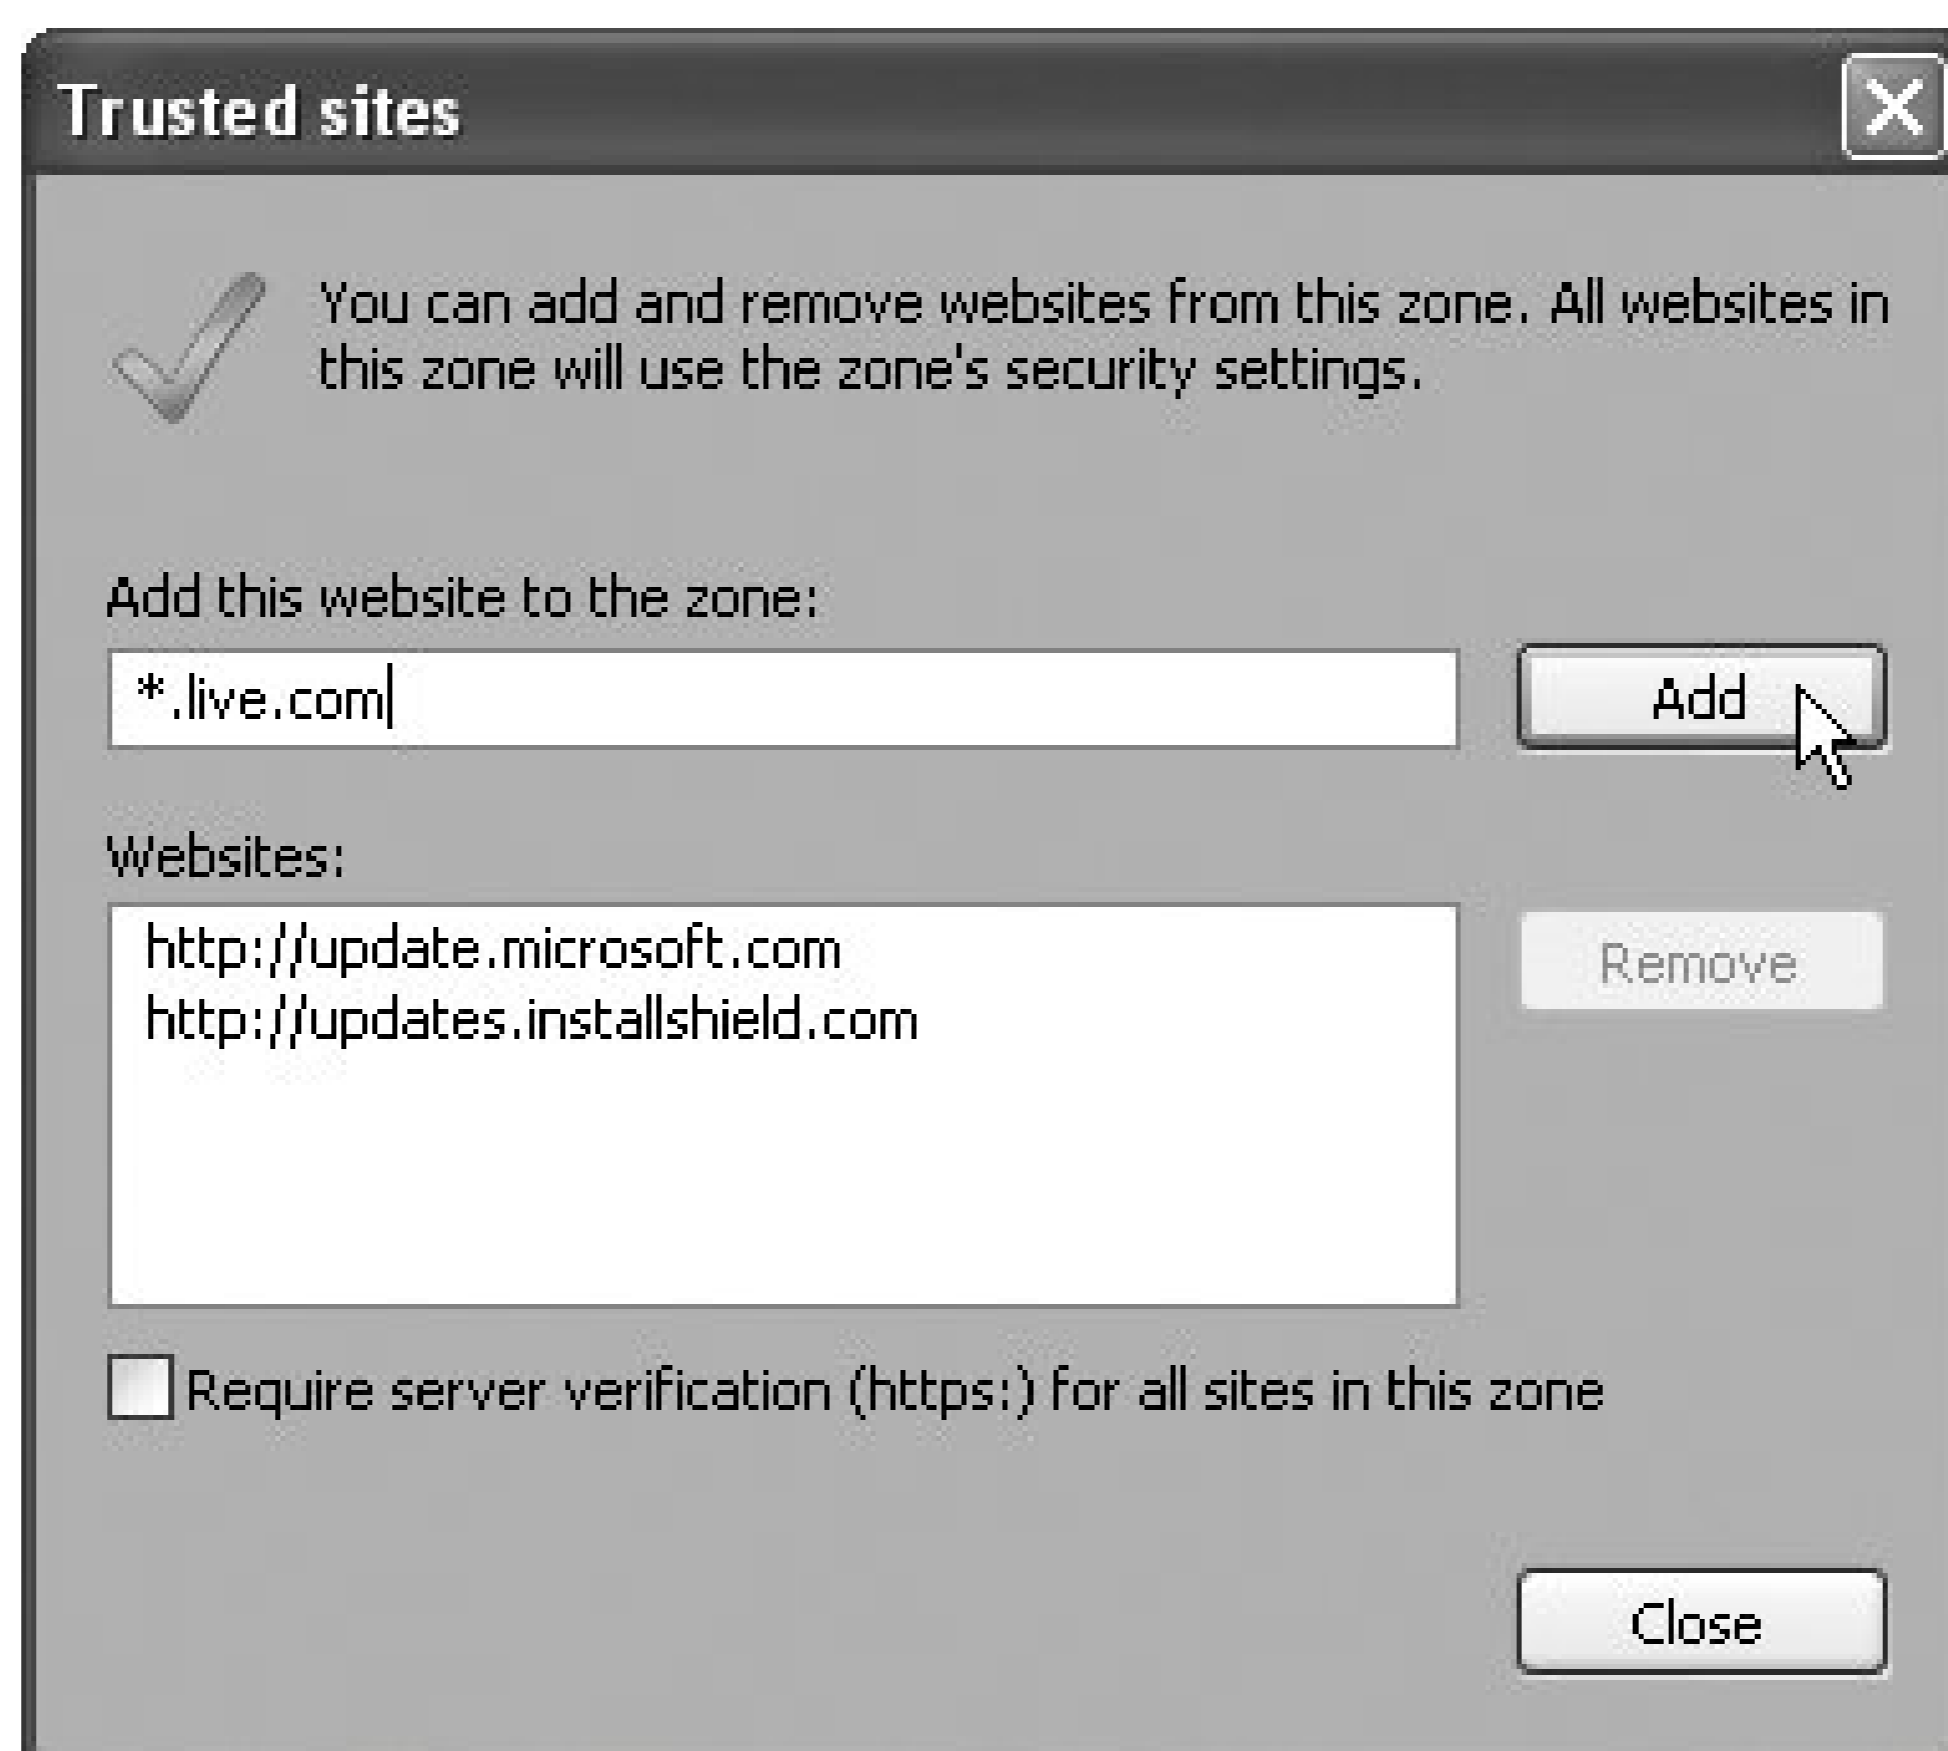 Trusted sites
You can add and remove websites from this zone. All websites in
this zone will use the zone's security settings.
Add this website to the zone:
*.live.com
Add
Websites:
http://update.microsoft.com
http://updates.installshield.com
Remove
Require server verification (https:) for all sites in this zone
Close